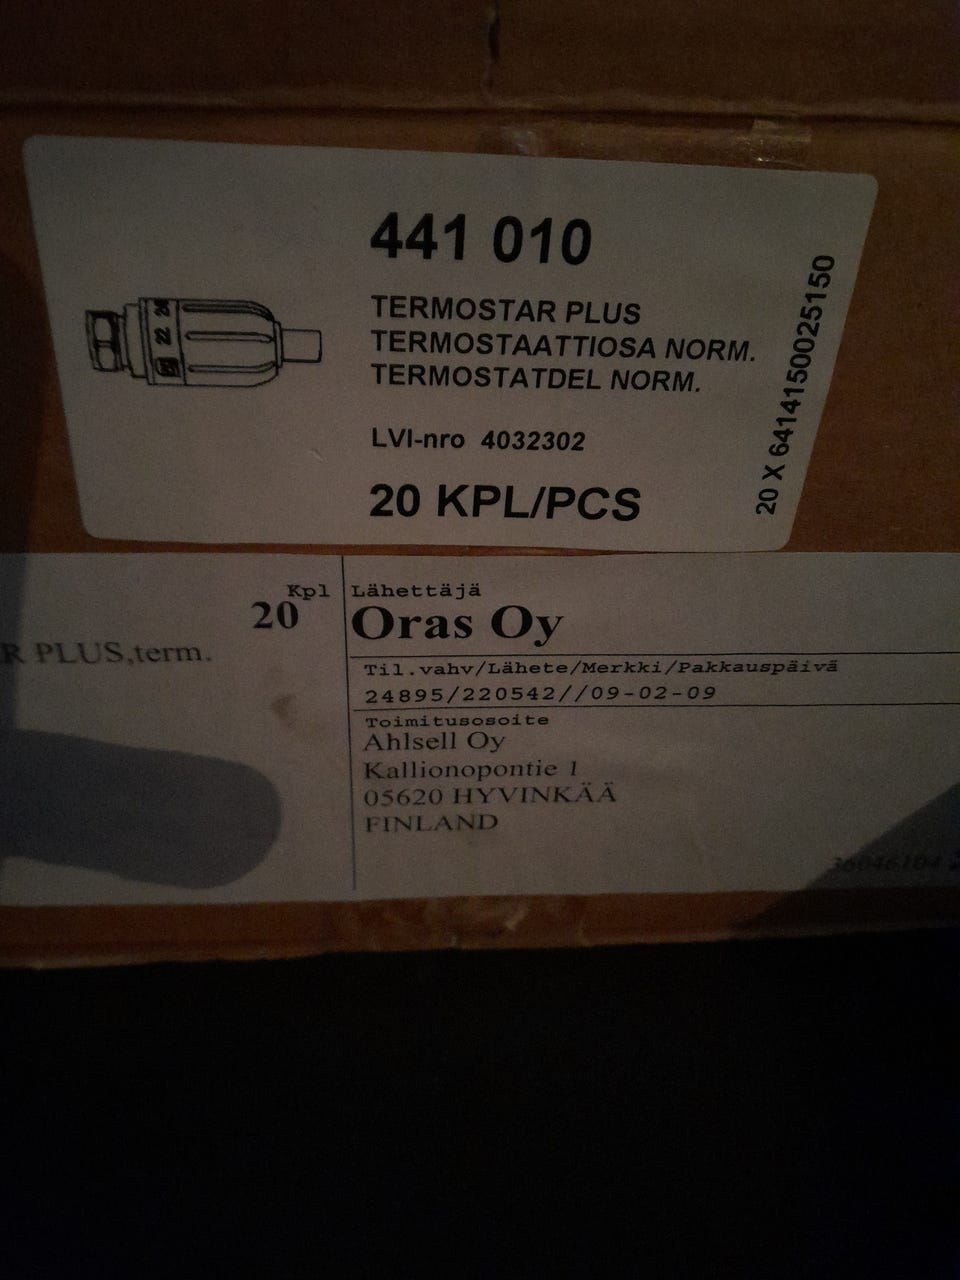 441 010
TERMOSTAR PLUS
TERMOSTAATTIOSA NORM.
TERMOSTATDEL NORM.
LVI-nro 4032302
20 KPL/PCS
20 X 6414150025150
22
Kpl
20
R PLUS,term.
Lähettäjä
Oras Oy
Til.vahv/Lähete/Merkki/Pakkauspäivä
24895/220542//09-02-09
Toimitusosoite
Ahlsell Oy
Kallionopontie 1
05620 HYVINKÄÄ
FINLAND